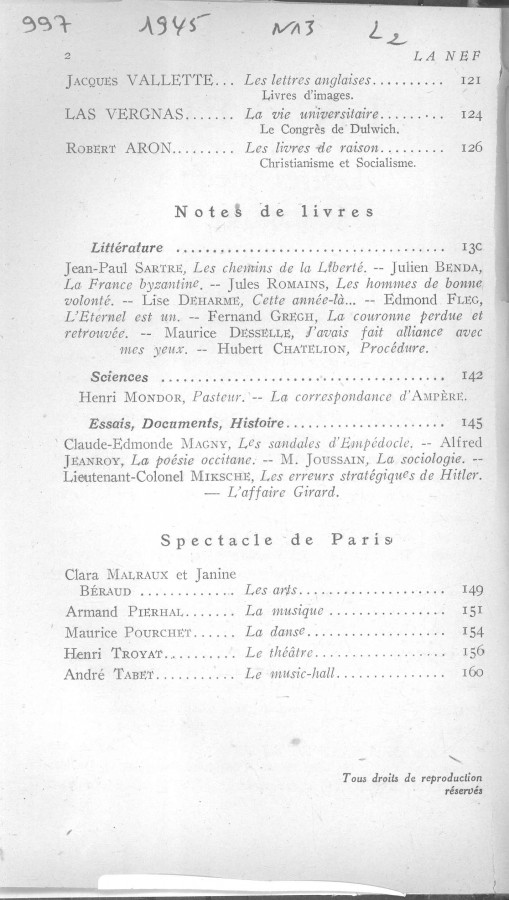 997 1945 N13 L2
2 LA NEF
Jacques VALLETTE... Les lettres anglaises.......... 121
Livres d'images.
LAS VERGNAS....... La vie universitaire......... 124
Le Congrès de Dulwich.
Robert ARON......... Les livres de raison......... 126
Christianisme et Socialisme.
Notes de livres
Littérature .................................. 130
Jean-Paul SARTRE, Les chemins de la Liberté. -- Julien BENDA,
La France byzantine. -- Jules ROMAINS, Les hommes de bonne
volonté. -- Lise DEHARME, Cette année-là... -- Edmond FLEG,
L'Eternel est un. -- Fernand GREGH, La couronne perdue et
retrouvée. -- Maurice DESSELLE, J'avais fait alliance avec
mes yeux. -- Hubert CHATELION, Procédure.
Sciences .................................... 142
Henri MONDOR, Pasteur. -- La correspondance d'AMPÈRE.
Essais, Documents, Histoire.................... 145
Claude-Edmonde MAGNY, Les sandales d'Empédocle. -- Alfred
JEANROY, La poésie occitane. -- M. JOUSSAIN, La sociologie. --
Lieutenant-Colonel MIKSCHE, Les erreurs stratégiques de Hitler.
— L'affaire Girard.
Spectacle de Paris
Clara MALRAUX et Janine
BÉRAUD ............ Les arts.................... 149
Armand PIERHAL....... La musique ................ 151
Maurice POURCHET...... La danse................... 154
Henri TROYAT.......... Le théâtre.................. 156
André TABET........... Le music-hall............... 160
Tous droits de reproduction
réservés